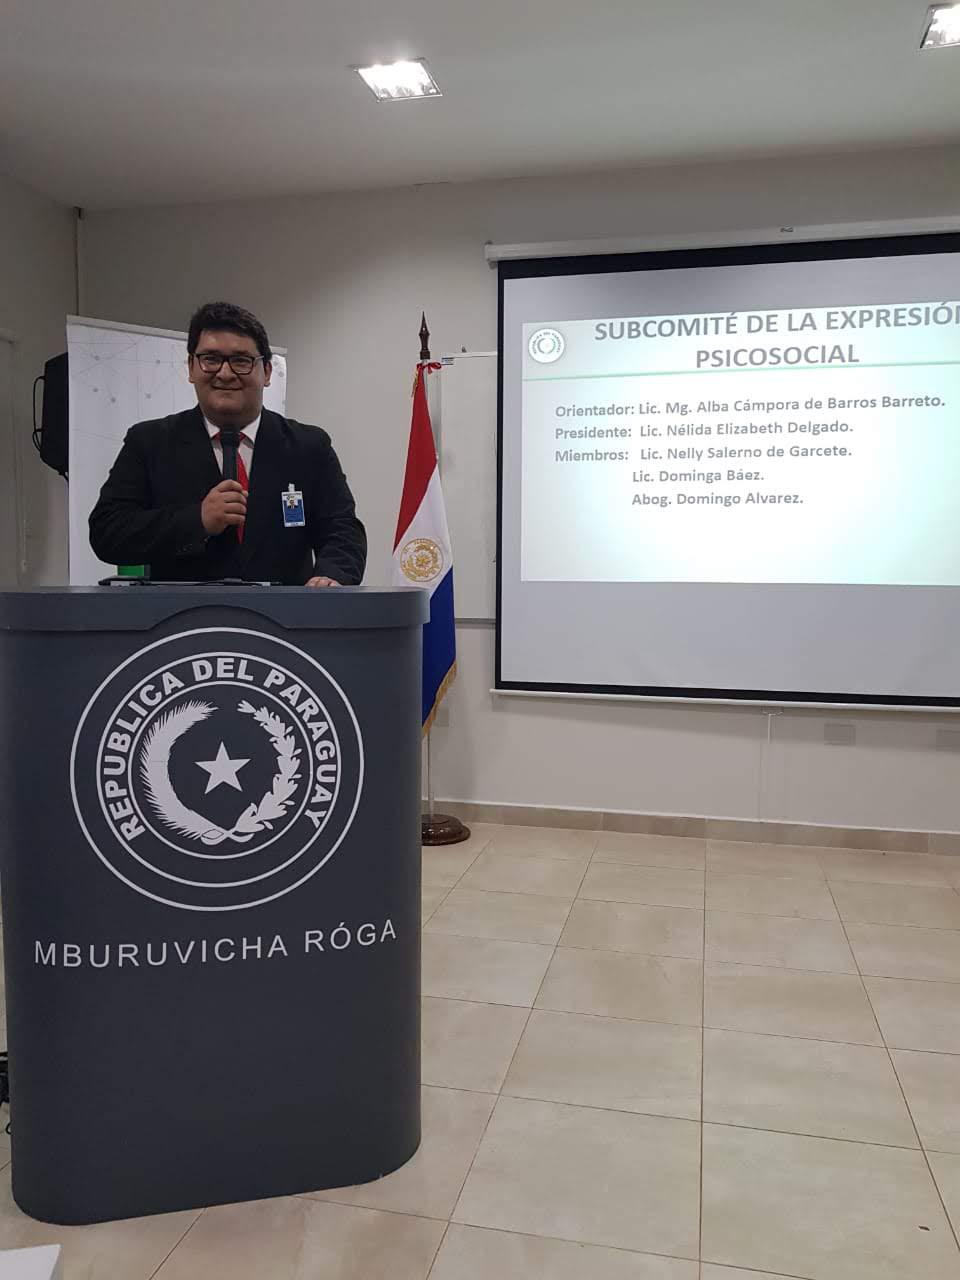 SUBCOMITÉ DE LA EXPRESIÓN
PSICOSOCIAL
Orientador: Lic. Mg. Alba Cámpora de Barros Barreto.
Presidente: Lic. Nélida Elizabeth Delgado.
Miembros: Lic. Nelly Salerno de Garcete.
Lic. Dominga Báez.
Abog. Domingo Alvarez.
REPUBLICA DEL PARAGUAY
MBURUVICHA RÓGA